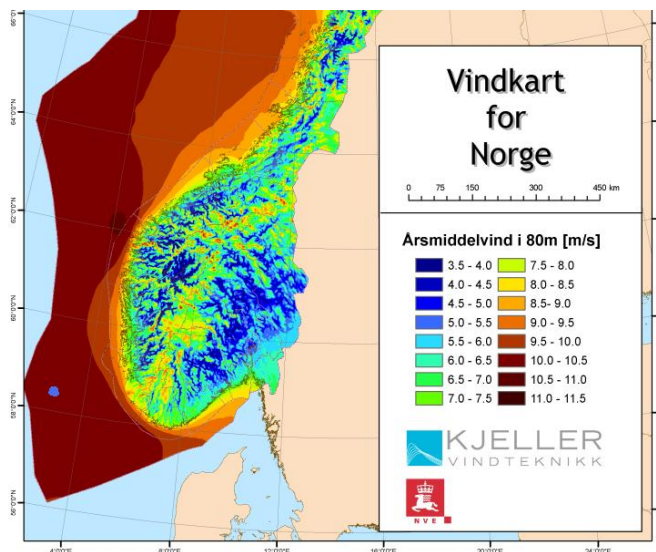 Vindkart
for
Norge
0 75 150 300 450 km
Årsmiddelvind i 80m [m/s]
3.5 - 4.0 7.5 - 8.0
4.0 - 4.5 8.0 - 8.5
4.5 - 5.0 8.5 - 9.0
5.0 - 5.5 9.0 - 9.5
5.5 - 6.0 9.5 - 10.0
6.0 - 6.5 10.0 - 10.5
6.5 - 7.0 10.5 - 11.0
7.0 - 7.5 11.0 - 11.5
KJELLER
VINDTEKNIKK
NVE